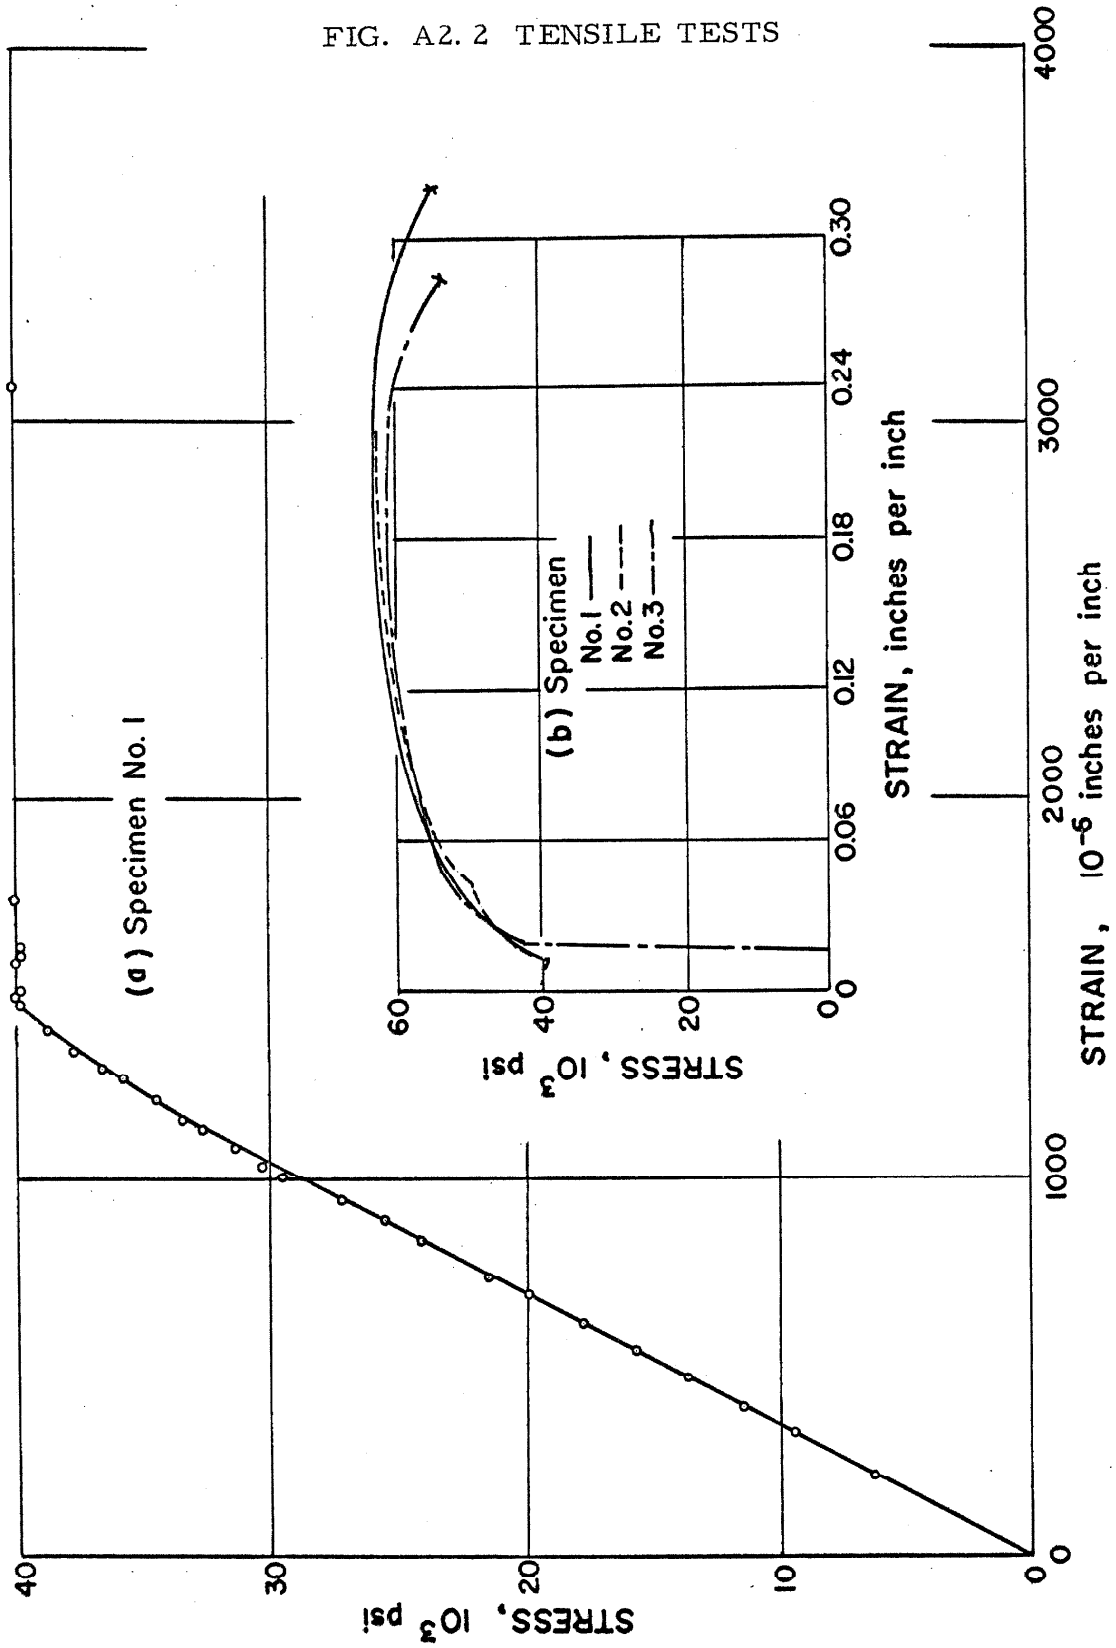 FIG. A2.2 TENSILE TESTS
(a) Specimen No. 1
STRESS, 10³ psi
40
30
20
10
0
0
1000
2000
3000
4000
STRAIN, 10⁻⁶ inches per inch
(b) Specimen
No.1
No.2
No.3
STRESS, 10³ psi
60
40
20
0
0
0.06
0.12
0.18
0.24
0.30
STRAIN, inches per inch